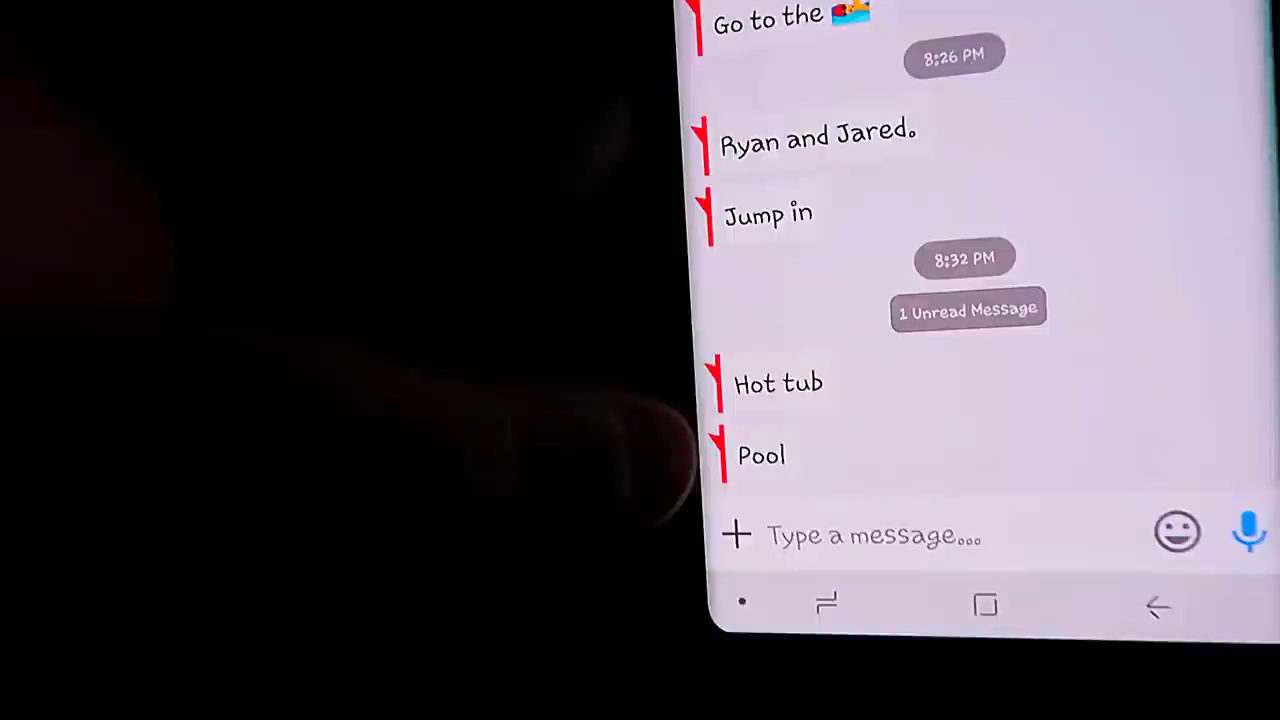 Go to the 🏊
8:26 PM
Ryan and Jared.
Jump in
8:32 PM
1 Unread Message
Hot tub
Pool
Type a message...